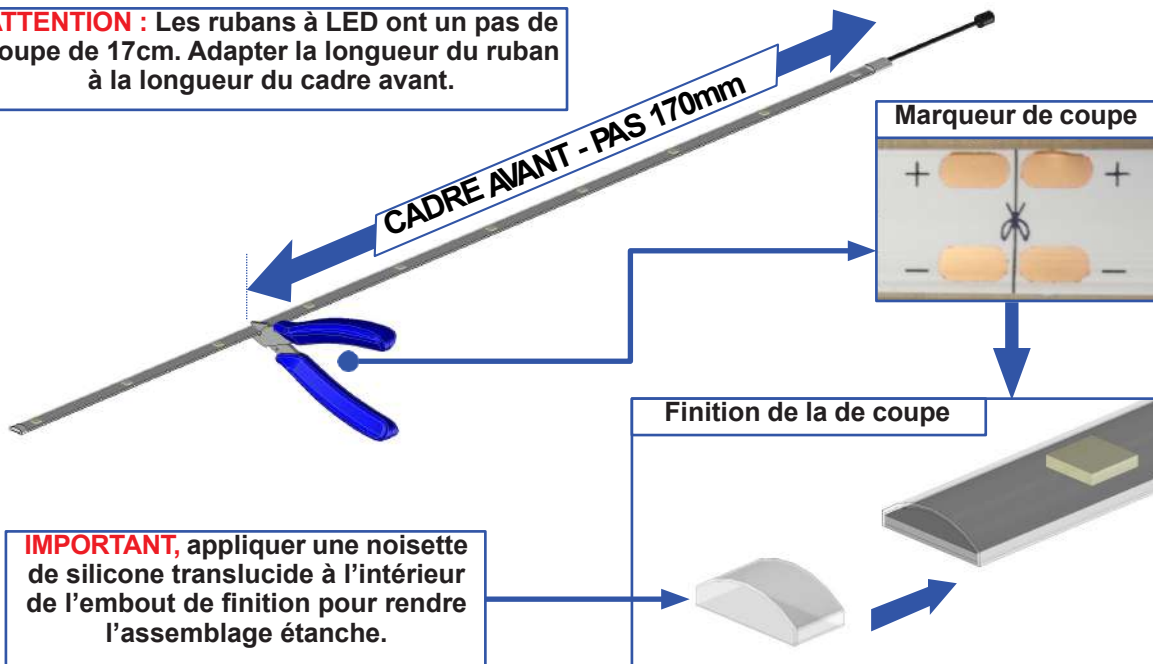 ATTENTION : Les rubans à LED ont un pas de
coupe de 17cm. Adapter la longueur du ruban
à la longueur du cadre avant.
CADRE AVANT - PAS 170mm
Marqueur de coupe
+ +
- -
Finition de la de coupe
IMPORTANT, appliquer une noisette
de silicone translucide à l’intérieur
de l’embout de finition pour rendre
l’assemblage étanche.